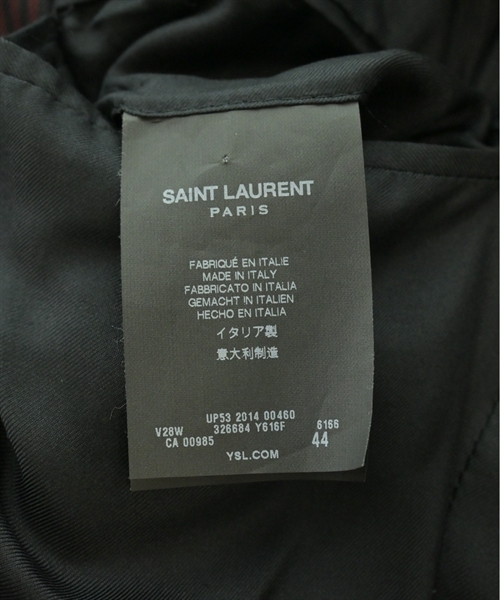 SAINT LAURENT
PARIS
FABRIQUÉ EN ITALIE
MADE IN ITALY
FABBRICATO IN ITALIA
GEMACHT IN ITALIEN
HECHO EN ITALIA
イタリア製
意大利制造
UP53 2014 00460
V28W 326684 Y616F 6166
CA 00985 44
YSL.COM